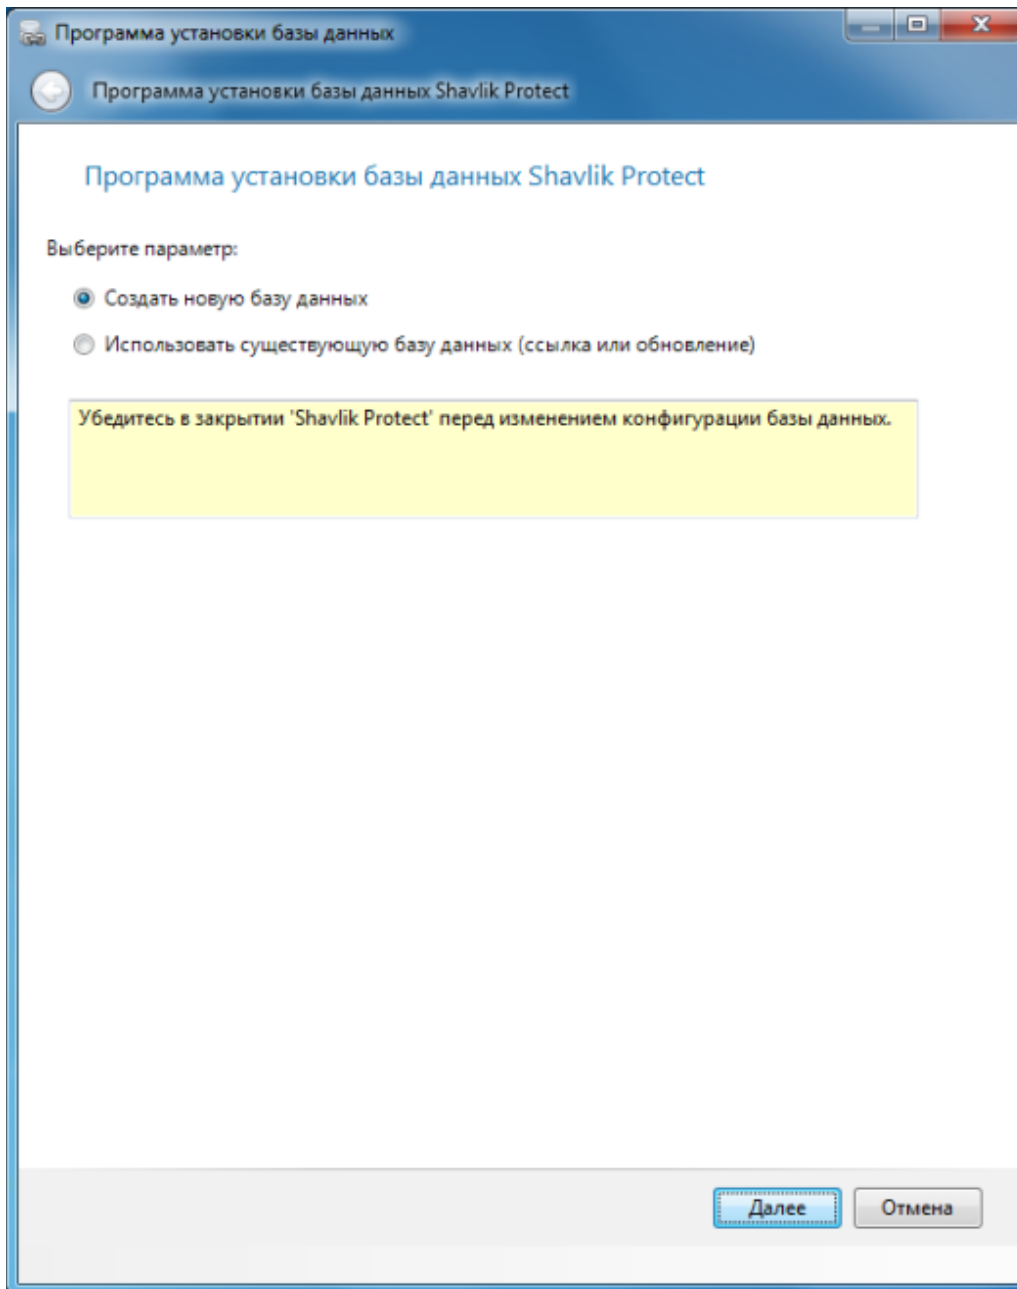 Программа установки базы данных
Программа установки базы данных Shavlik Protect
Программа установки базы данных Shavlik Protect
Выберите параметр:
Создать новую базу данных
Использовать существующую базу данных (ссылка или обновление)
Убедитесь в закрытии 'Shavlik Protect' перед изменением конфигурации базы данных.
Далее
Отмена